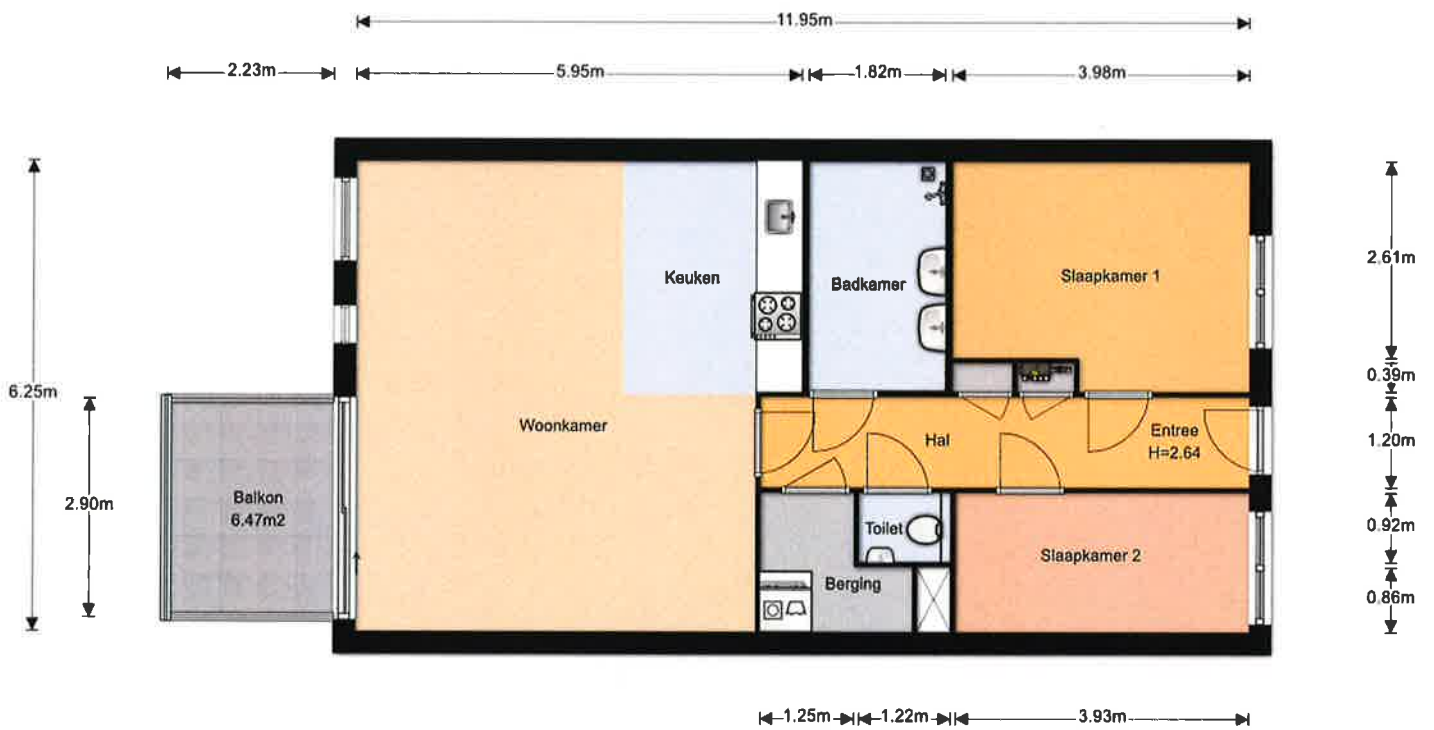 11.95m
2.23m
5.95m
1.82m
3.98m
Keuken
Badkamer
Slaapkamer 1
2.61m
0.39m
6.25m
Woonkamer
Hal
Entree
H=2.64
1.20m
Balkon
6.47m2
2.90m
Toilet
0.92m
Slaapkamer 2
Berging
0.86m
1.25m
1.22m
3.93m